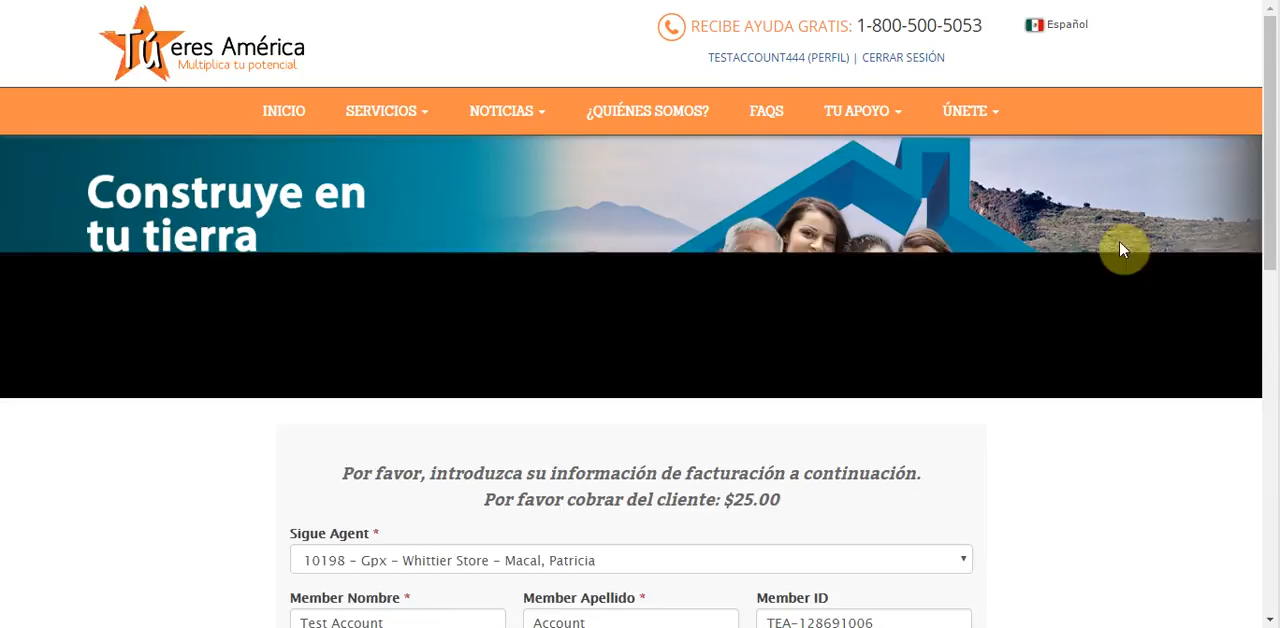 Tú eres América
Multiplica tu potencial
RECIBE AYUDA GRATIS: 1-800-500-5053
Español
TESTACCOUNT444 (PERFIL) | CERRAR SESIÓN
INICIO SERVICIOS NOTICIAS ¿QUIÉNES SOMOS? FAQS TU APOYO ÚNETE
Construye en
tu tierra
Por favor, introduzca su información de facturación a continuación.
Por favor cobrar del cliente: $25.00
Sigue Agent *
10198 - Gpx - Whittier Store - Macal, Patricia
Member Nombre * Member Apellido * Member ID
Test Account Account TEA-128691006